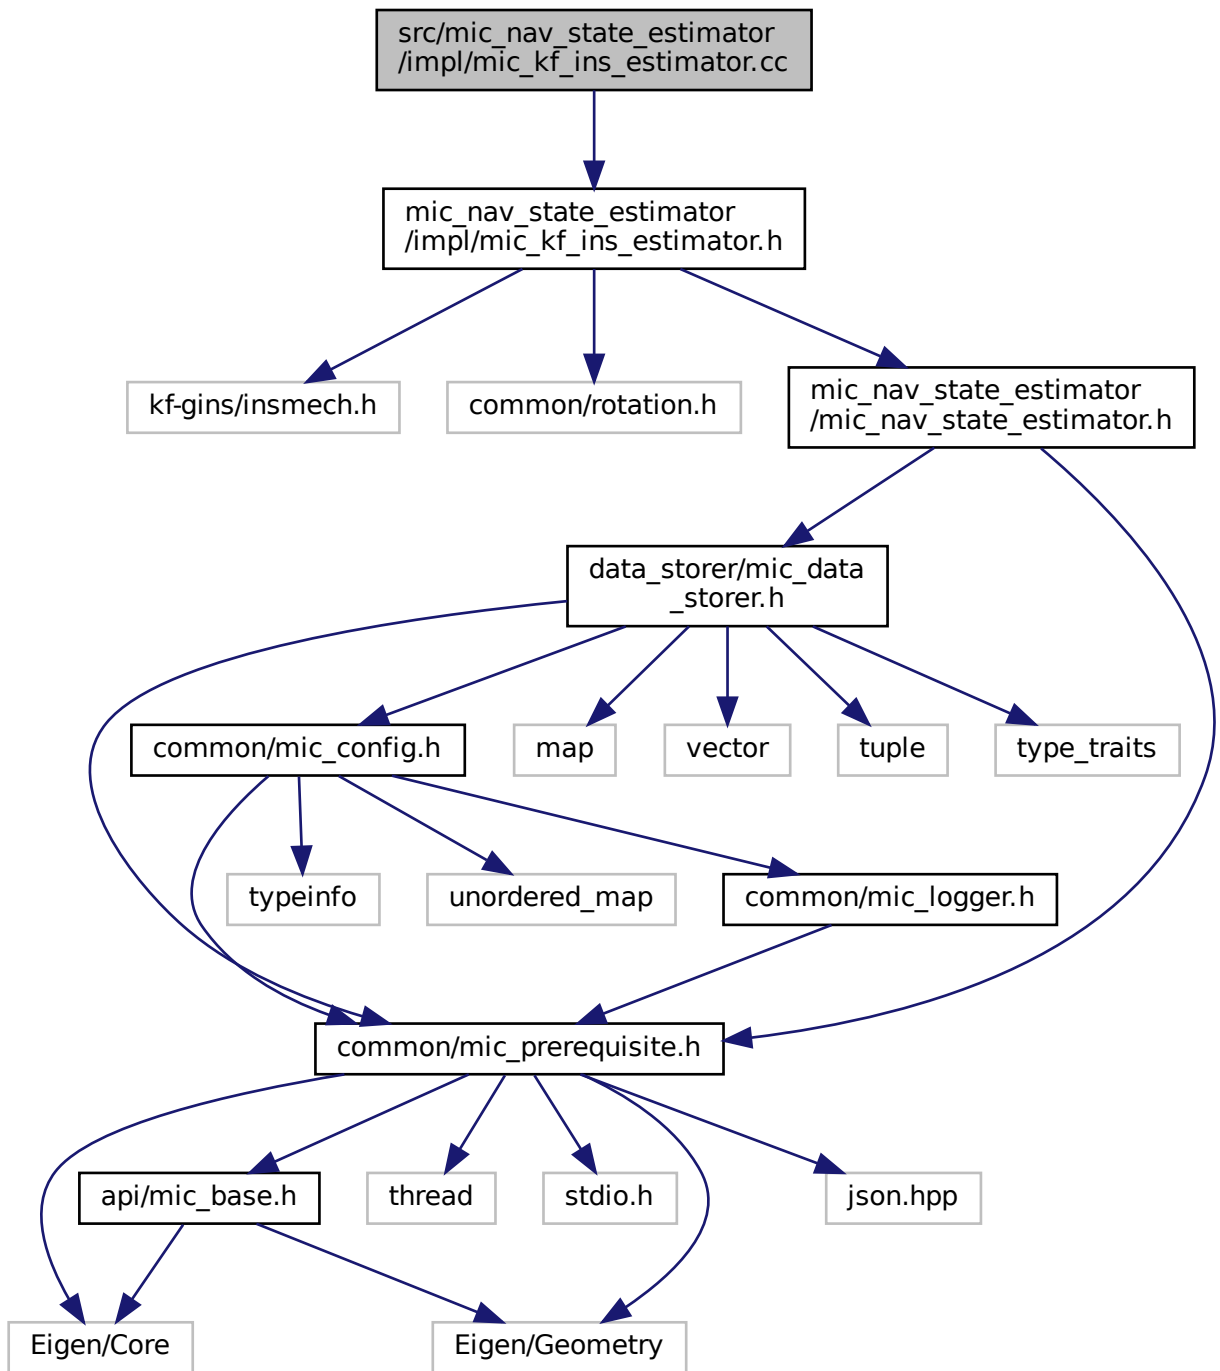 src/mic_nav_state_estimator
/impl/mic_kf_ins_estimator.cc
mic_nav_state_estimator
/impl/mic_kf_ins_estimator.h
kf-gins/insmech.h
common/rotation.h
mic_nav_state_estimator
/mic_nav_state_estimator.h
data_storer/mic_data
_storer.h
common/mic_config.h
map
vector
tuple
type_traits
typeinfo
unordered_map
common/mic_logger.h
common/mic_prerequisite.h
api/mic_base.h
thread
stdio.h
json.hpp
Eigen/Core
Eigen/Geometry